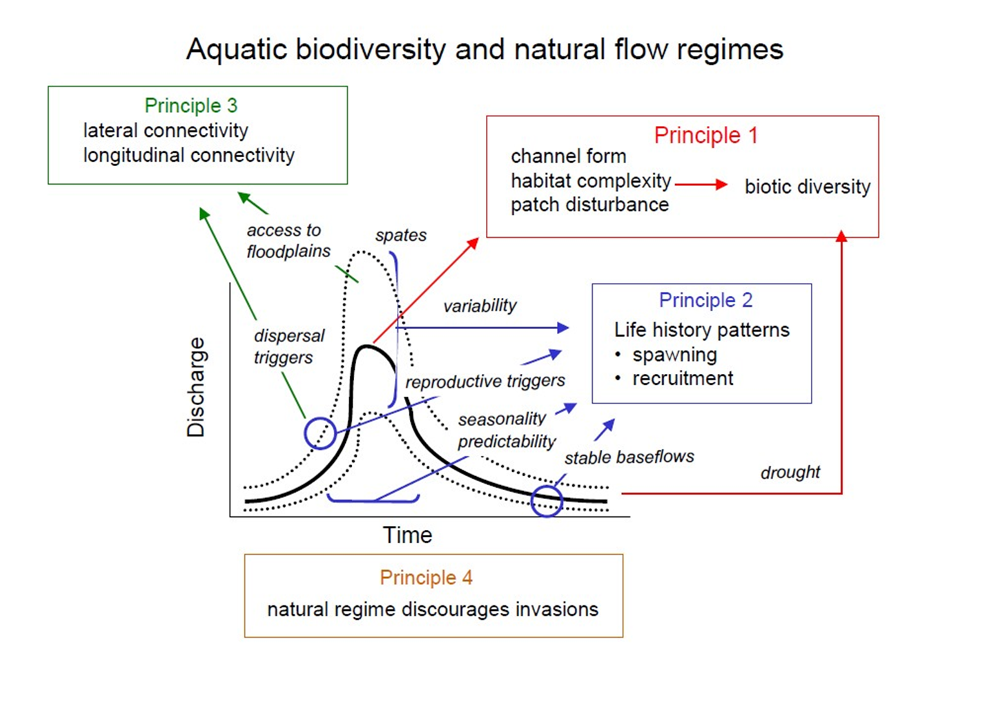 Aquatic biodiversity and natural flow regimes
Principle 3
lateral connectivity
longitudinal connectivity
Principle 1
channel form
habitat complexity
patch disturbance
biotic diversity
access to
floodplains
spates
variability
Principle 2
Life history patterns
• spawning
• recruitment
dispersal
triggers
reproductive triggers
seasonality
predictability
stable baseflows
drought
Discharge
Time
Principle 4
natural regime discourages invasions